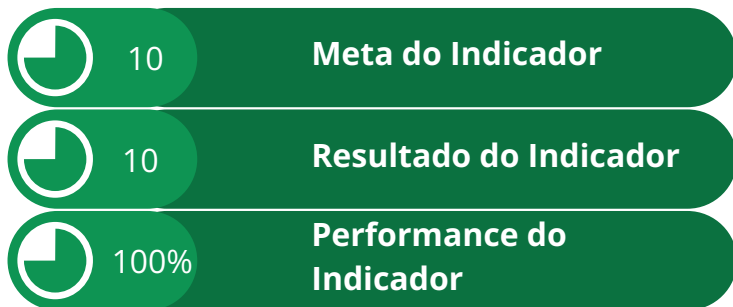 10 Meta do Indicador
10 Resultado do Indicador
100% Performance do
Indicador